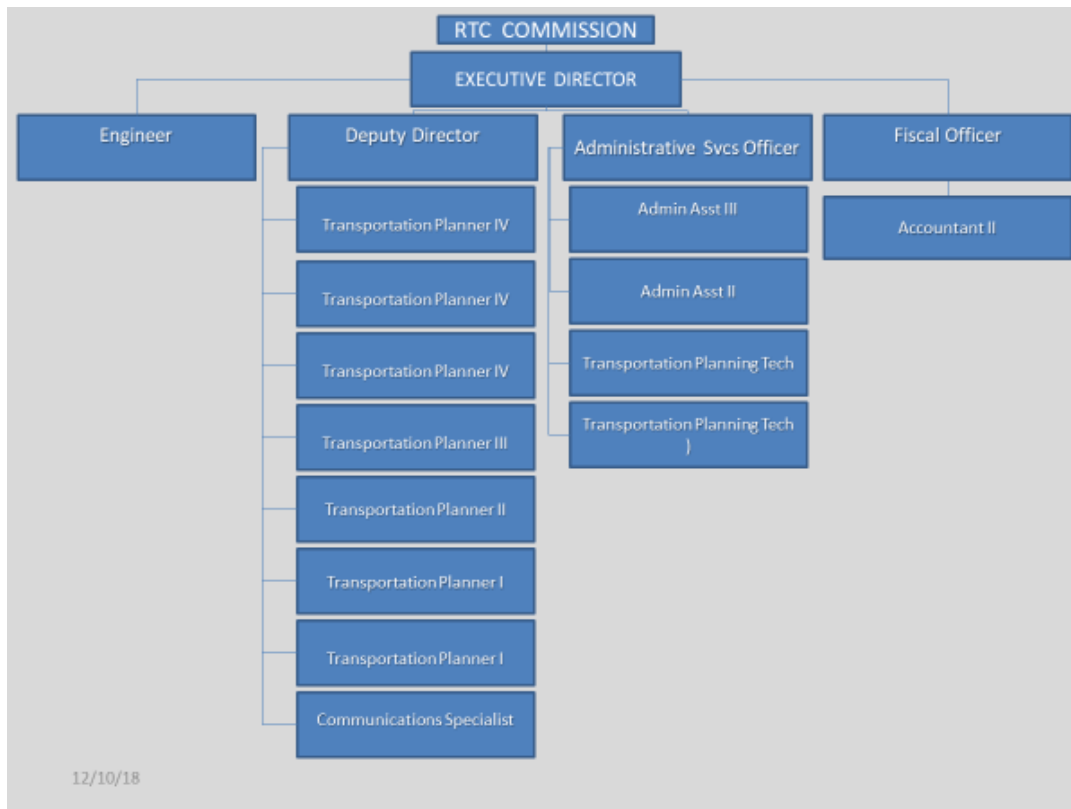 RTC COMMISSION
EXECUTIVE DIRECTOR
Engineer
Deputy Director
Administrative Svcs Officer
Fiscal Officer
Transportation Planner IV
Transportation Planner IV
Transportation Planner IV
Transportation Planner III
Transportation Planner II
Transportation Planner I
Transportation Planner I
Communications Specialist
Admin Asst III
Admin Asst II
Transportation Planning Tech
Transportation Planning Tech
)
Accountant II
12/10/18